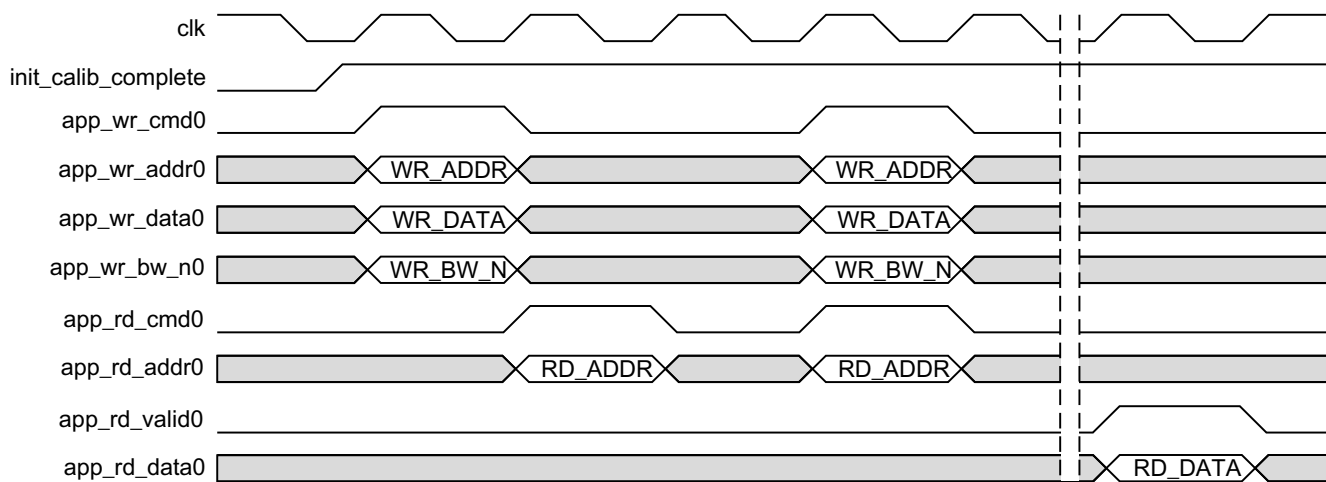 clk
init_calib_complete
app_wr_cmd0
app_wr_addr0 WR_ADDR WR_ADDR
app_wr_data0 WR_DATA WR_DATA
app_wr_bw_n0 WR_BW_N WR_BW_N
app_rd_cmd0
app_rd_addr0 RD_ADDR RD_ADDR
app_rd_valid0
app_rd_data0 RD_DATA